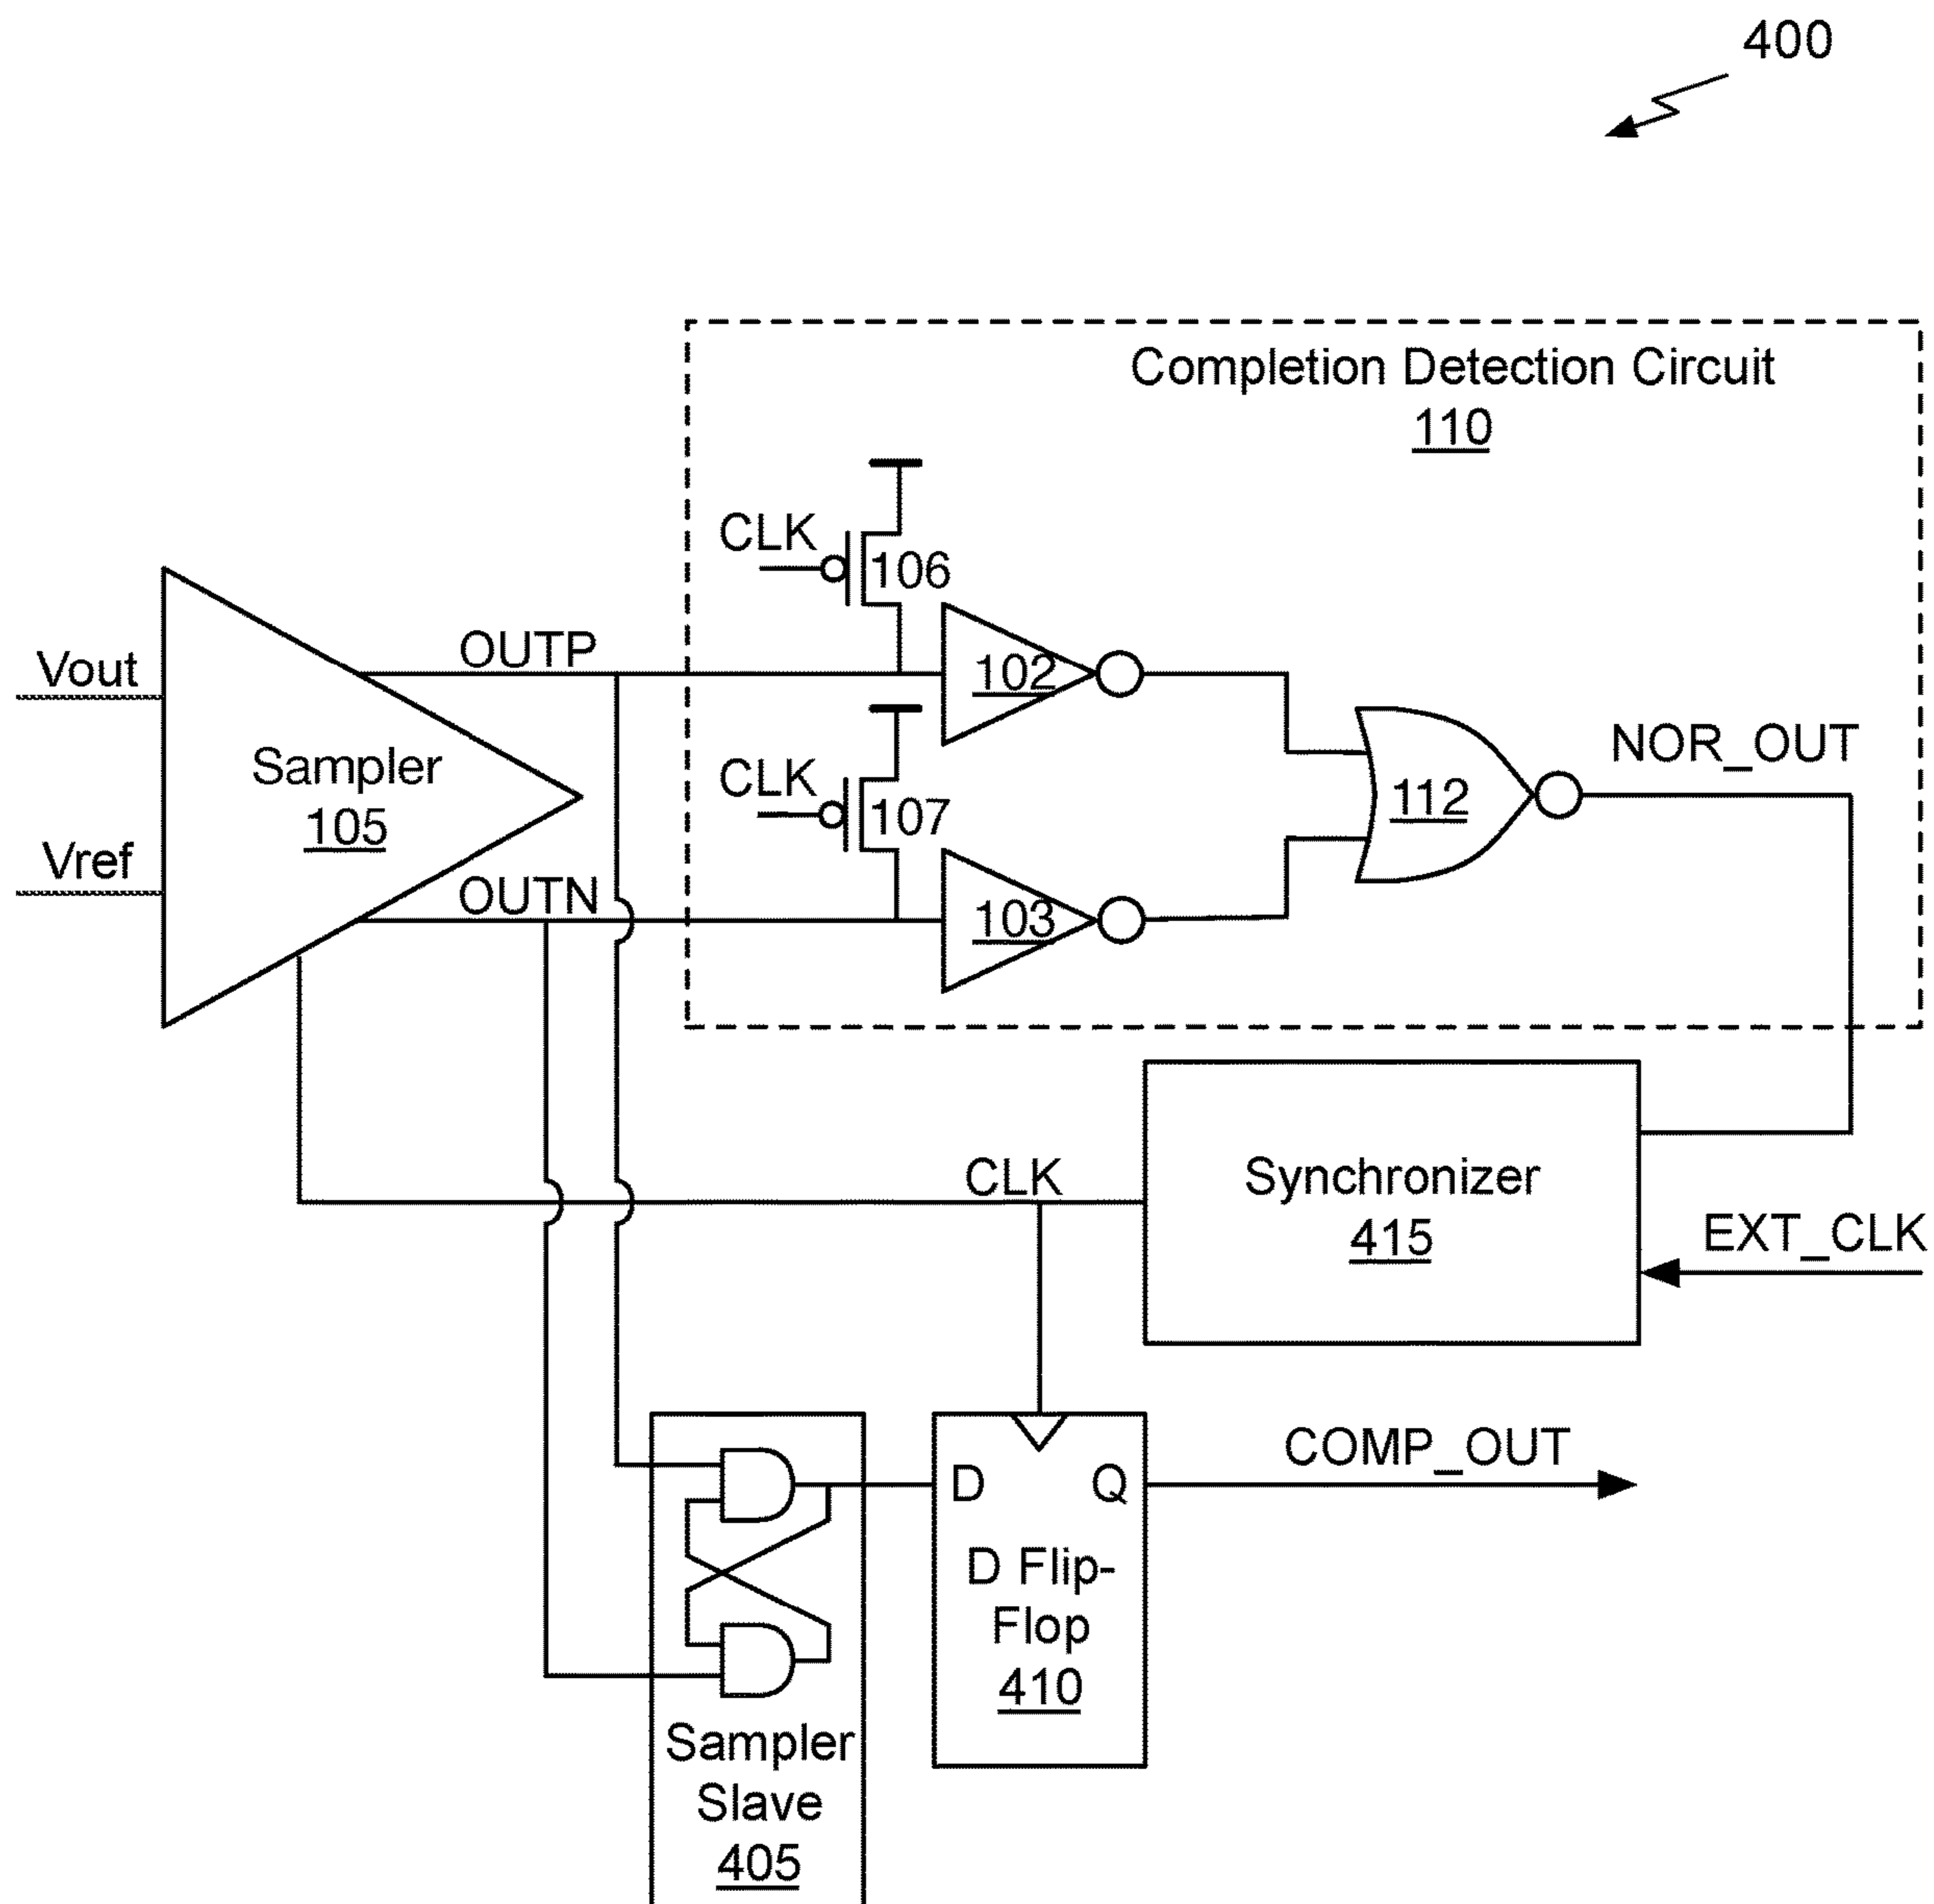 400
Completion Detection Circuit
110
CLK
106
OUTP
102
Vout
NOR_OUT
CLK
Sampler
105
107
112
Vref
OUTN
103
CLK
Synchronizer
415
EXT_CLK
COMP_OUT
D
Q
D Flip-
Flop
410
Sampler
Slave
405